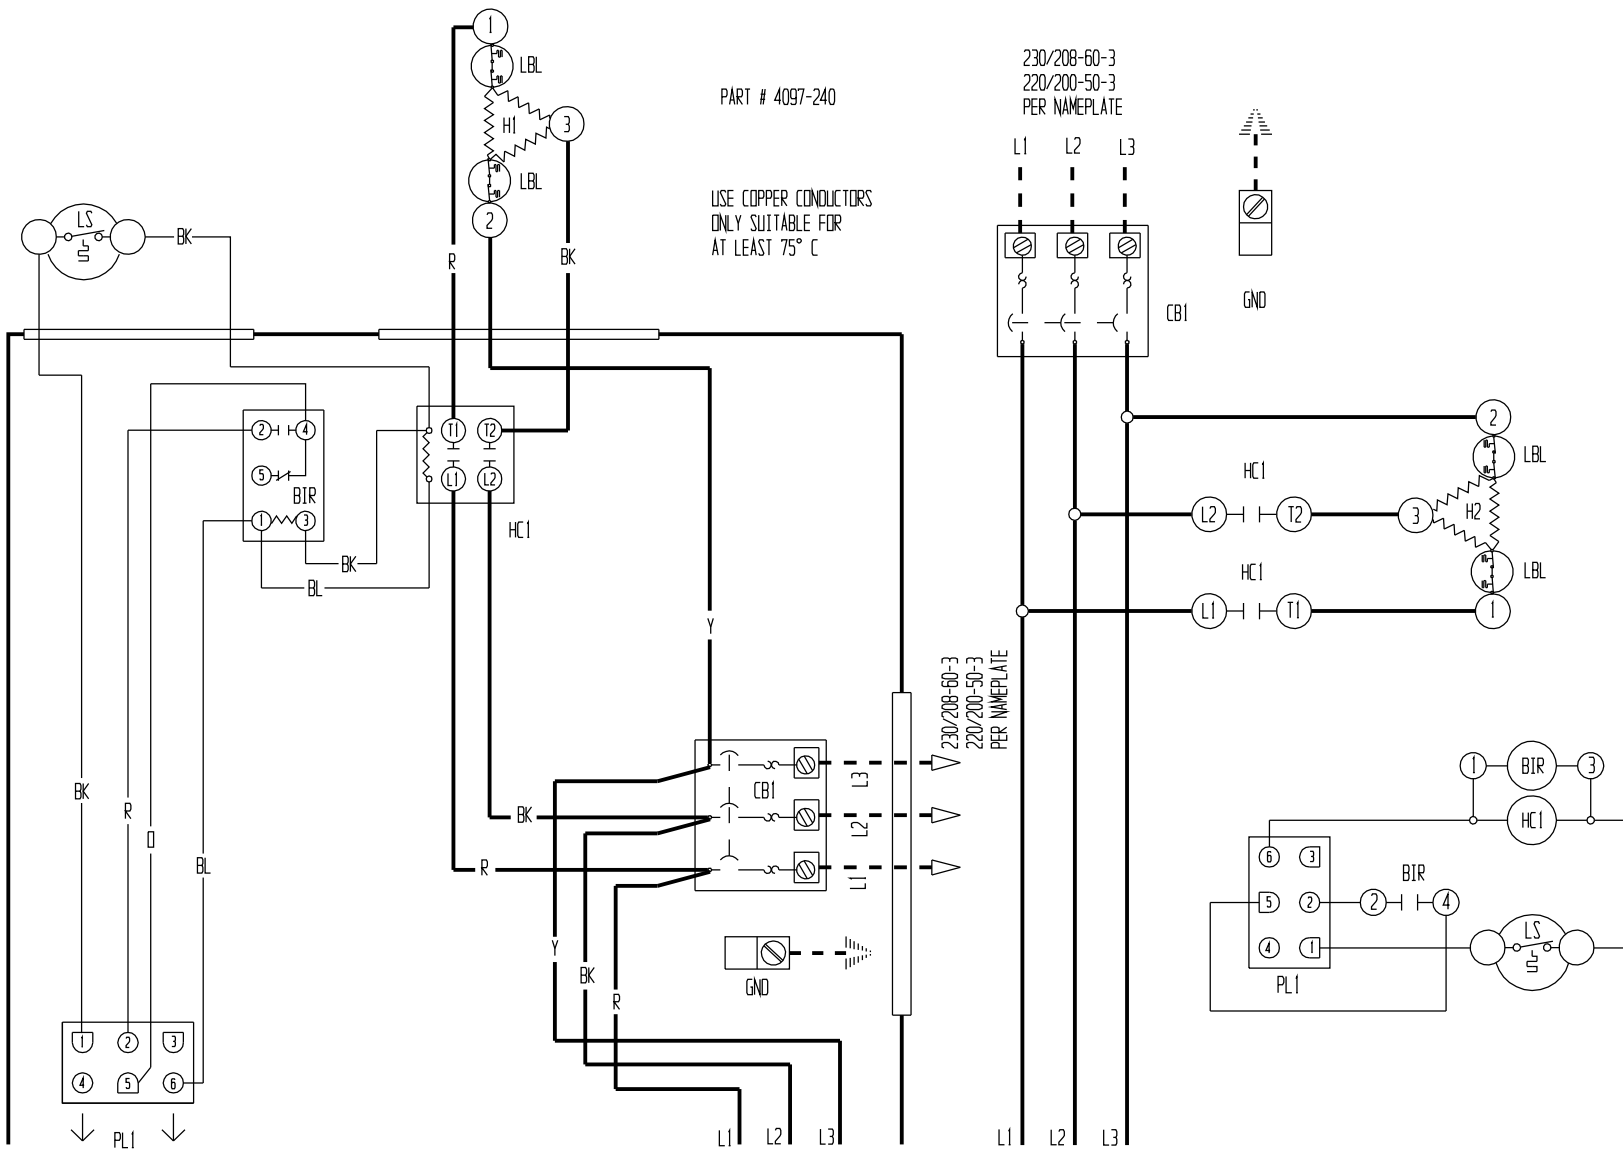 1
LBL
H1
3
LBL
2
PART # 4097-240
USE COPPER CONDUCTORS
ONLY SUITABLE FOR
AT LEAST 75° C
LS
BK
R
BK
2
4
5
BIR
1
3
T1
T2
L1
L2
HC1
BK
BL
Y
BK
R
O
BL
BK
R
CB1
L3
L2
L1
230/208-60-3
220/200-50-3
PER NAMEPLATE
GND
Y
BK
R
1
2
3
4
5
6
PL1
L1
L2
L3
230/208-60-3
220/200-50-3
PER NAMEPLATE
L1
L2
L3
CB1
GND
2
LBL
HC1
L2
T2
3
H2
HC1
LBL
L1
T1
1
1
BIR
3
HC1
6
3
5
2
4
1
BIR
2
4
LS
PL1
L1
L2
L3